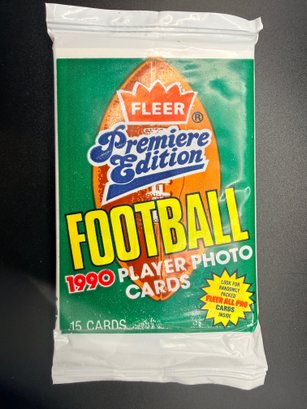 FLEER
®
Premiere
Edition
FOOTBALL
1990 PLAYER PHOTO
CARDS
15 CARDS
LOOK FOR
RANDOMLY
PACKED
FLEER ALL PRO
CARDS
INSIDE